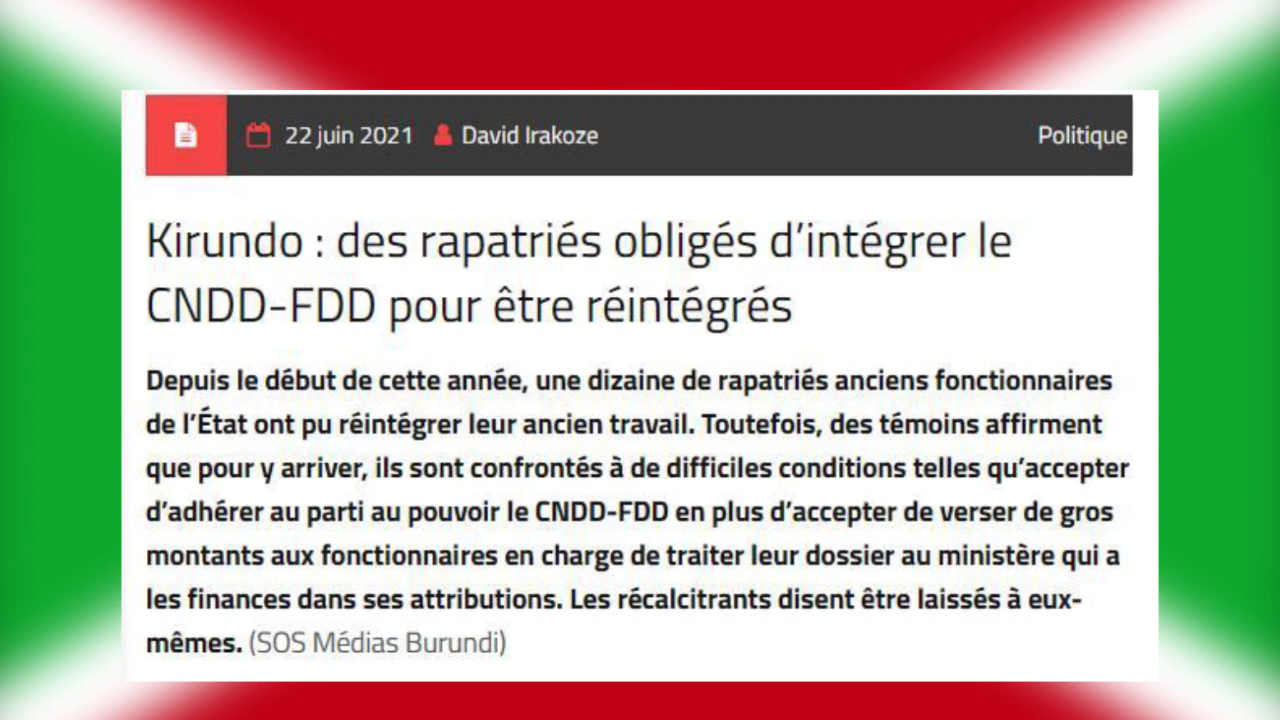 22 juin 2021 David Irakoze Politique
Kirundo : des rapatriés obligés d’intégrer le
CNDD-FDD pour être réintégrés
Depuis le début de cette année, une dizaine de rapatriés anciens fonctionnaires
de l’État ont pu réintégrer leur ancien travail. Toutefois, des témoins affirment
que pour y arriver, ils sont confrontés à de difficiles conditions telles qu’accepter
d’adhérer au parti au pouvoir le CNDD-FDD en plus d’accepter de verser de gros
montants aux fonctionnaires en charge de traiter leur dossier au ministère qui a
les finances dans ses attributions. Les récalcitrants disent être laissés à eux-
mêmes. (SOS Médias Burundi)